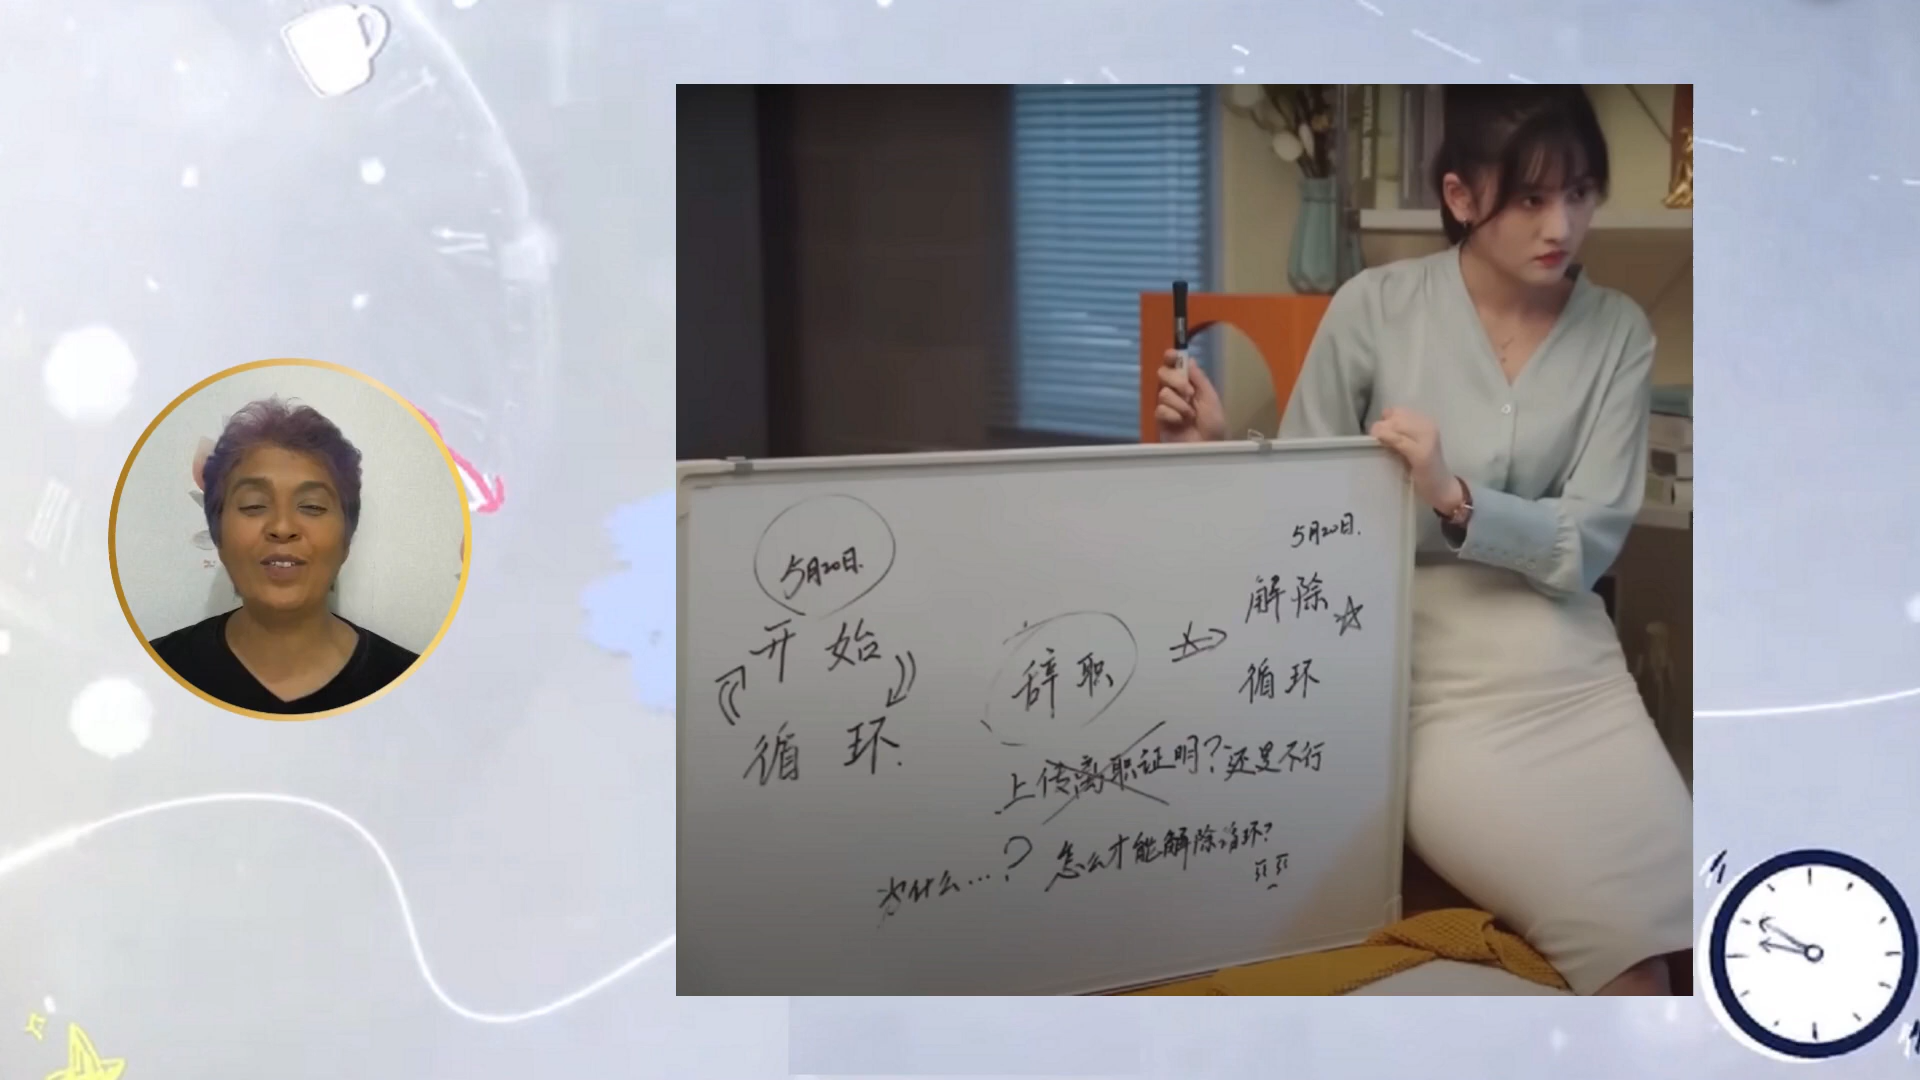 5月20日.
开始
循环.
辞职
5月20日.
解除
循环
上传离职证明?还是不行
为什么...? 怎么才能解除循环?